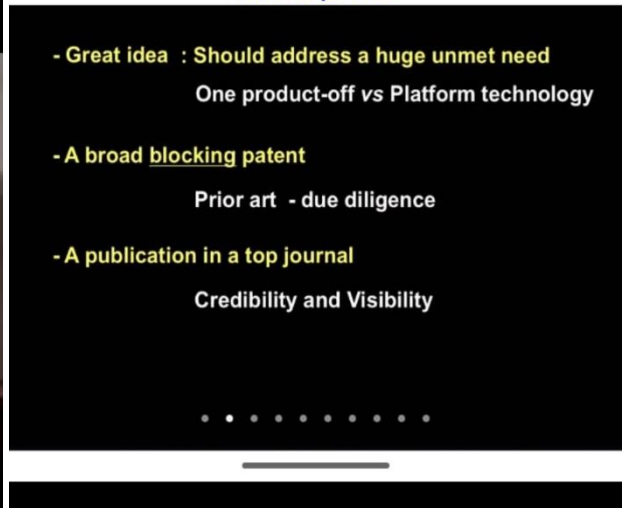 - Great idea : Should address a huge unmet need
One product-off vs Platform technology
- A broad blocking patent
Prior art - due diligence
- A publication in a top journal
Credibility and Visibility